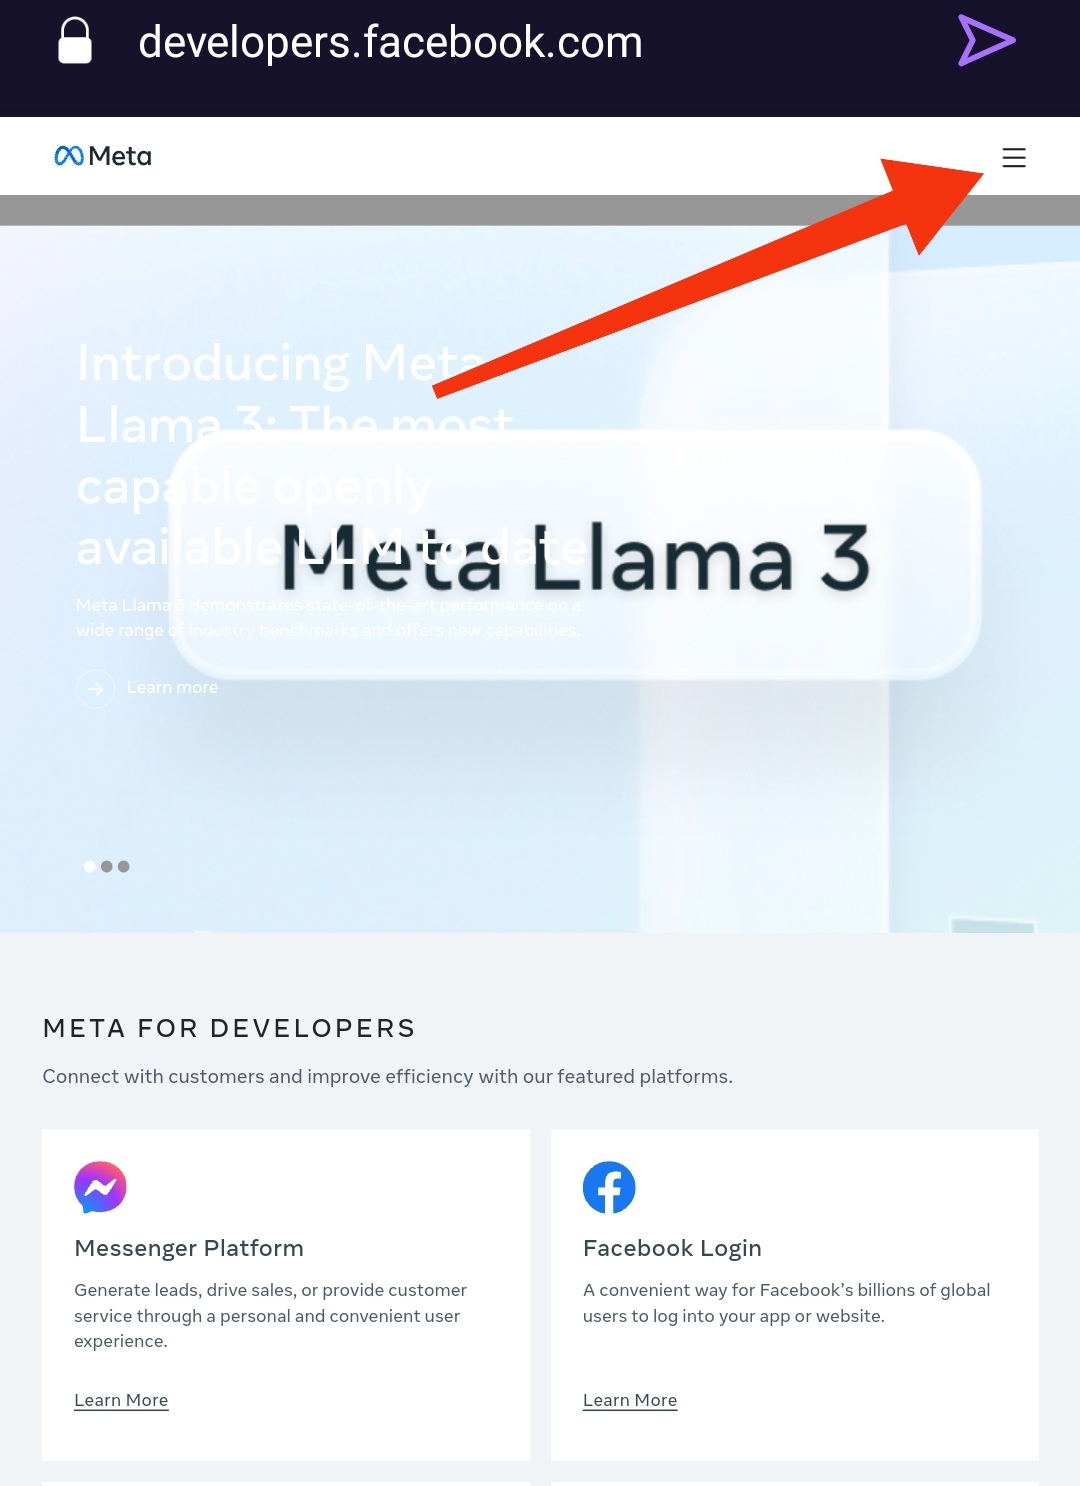 developers.facebook.com
Meta
Introducing Meta
Llama 3: The most
capable openly
available LLM to date
Meta Llama 3
Meta Llama 3 demonstrates state-of-the-art performance on a
wide range of industry benchmarks and offers new capabilities.
Learn more
META FOR DEVELOPERS
Connect with customers and improve efficiency with our featured platforms.
Messenger Platform
Generate leads, drive sales, or provide customer
service through a personal and convenient user
experience.
Learn More
Facebook Login
A convenient way for Facebook’s billions of global
users to log into your app or website.
Learn More